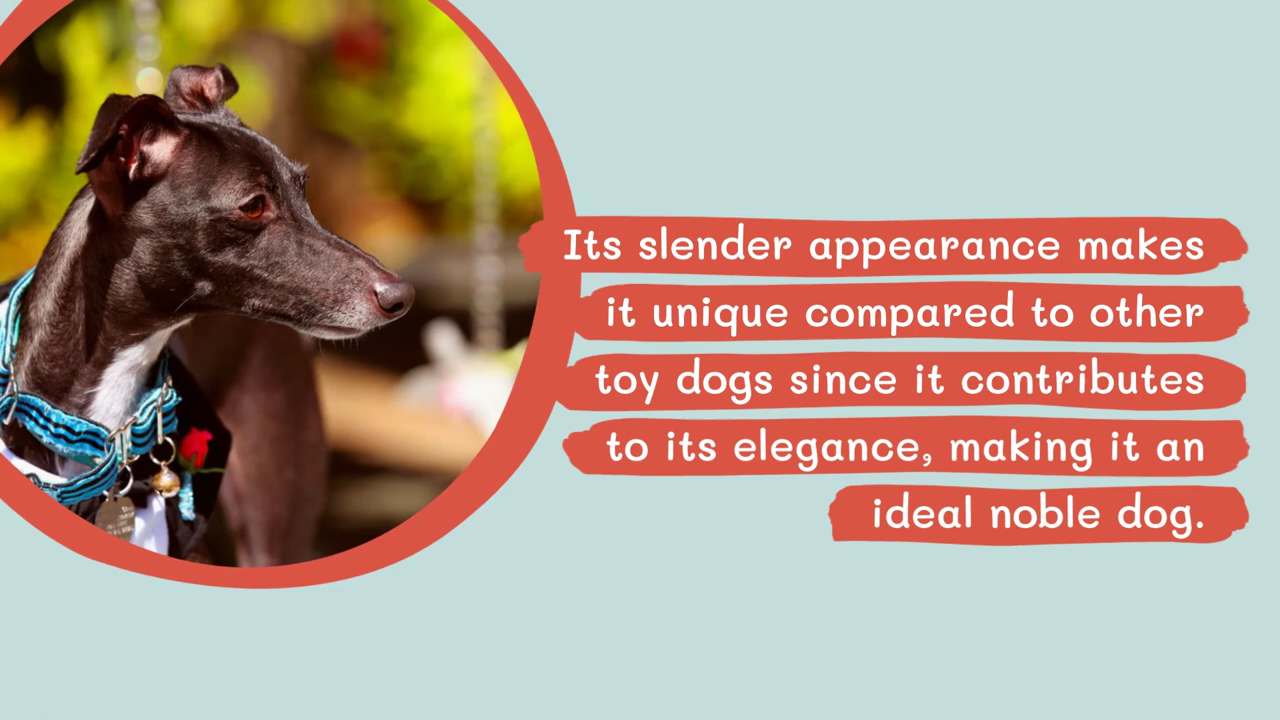 Its slender appearance makes
it unique compared to other
toy dogs since it contributes
to its elegance, making it an
ideal noble dog.